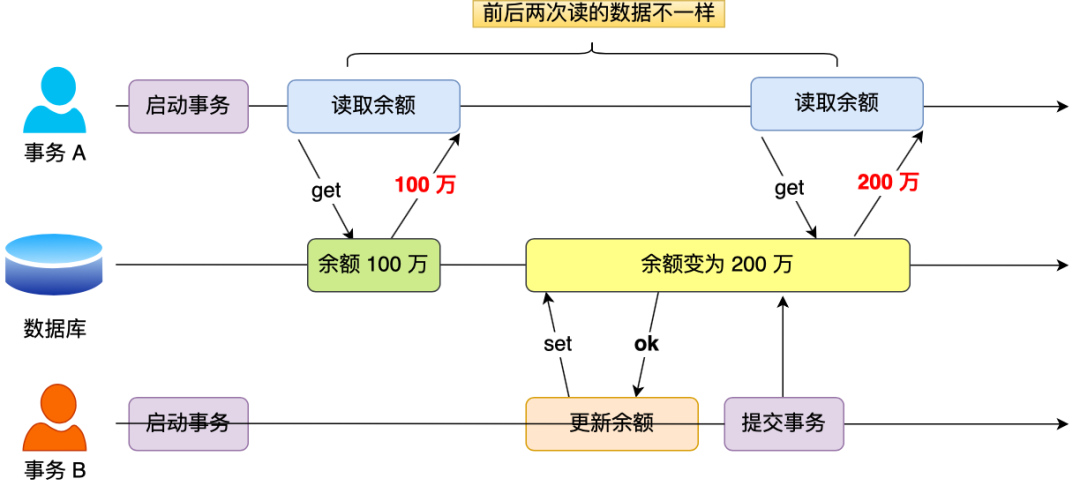 前后两次读的数据不一样
启动事务
读取余额
读取余额
事务 A
get
100 万
get
200 万
余额 100 万
余额变为 200 万
数据库
set
ok
启动事务
更新余额
提交事务
事务 B